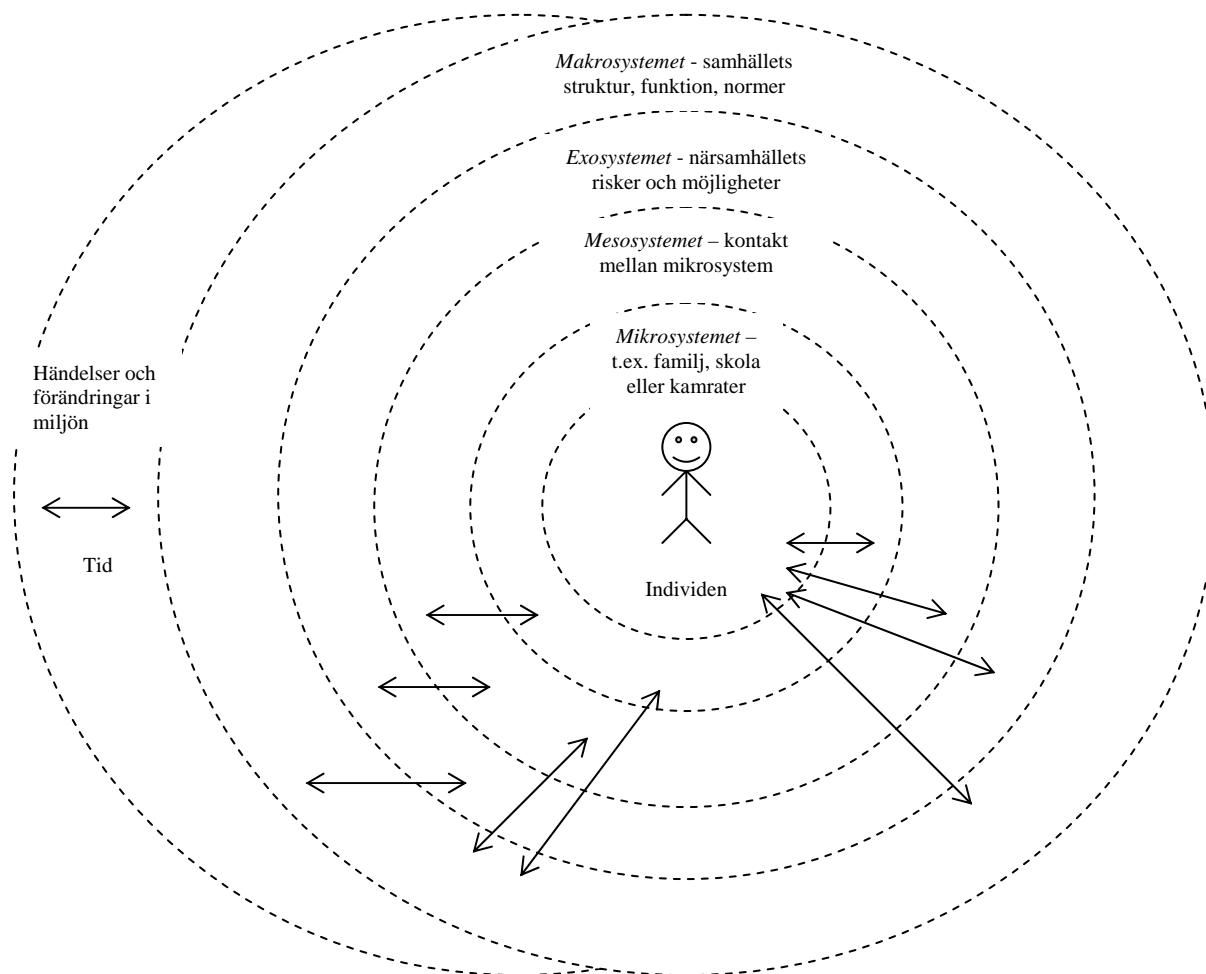 Makrosystemet - samhällets
struktur, funktion, normer
Exosystemet - närsamhällets
risker och möjligheter
Mesosystemet – kontakt
mellan mikrosystem
Mikrosystemet –
t.ex. familj, skola
eller kamrater
Händelser och
förändringar i
miljön
Tid
Individen